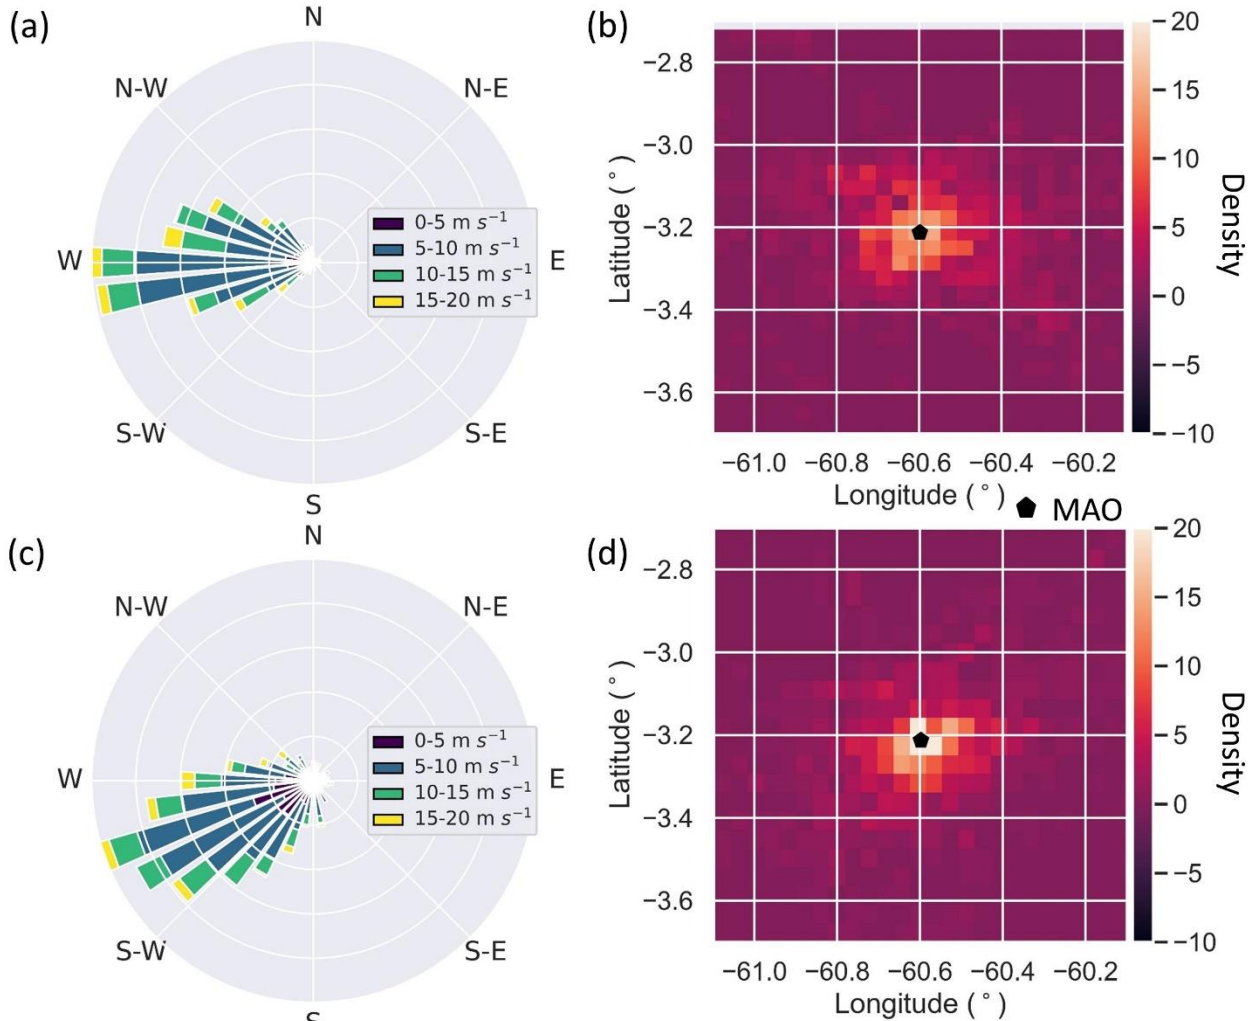 (a)
N
N-W
N-E
W
E
S-W
S-E
S
0-5 m s⁻¹
5-10 m s⁻¹
10-15 m s⁻¹
15-20 m s⁻¹
(b)
−2.8
−3.0
−3.2
−3.4
−3.6
Latitude (°)
−61.0 −60.8 −60.6 −60.4 −60.2
Longitude (°)
20
15
10
5
0
−5
−10
Density
MAO
(c)
N
N-W
N-E
W
E
S-W
S-E
S
0-5 m s⁻¹
5-10 m s⁻¹
10-15 m s⁻¹
15-20 m s⁻¹
(d)
−2.8
−3.0
−3.2
−3.4
−3.6
Latitude (°)
−61.0 −60.8 −60.6 −60.4 −60.2
Longitude (°)
20
15
10
5
0
−5
−10
Density